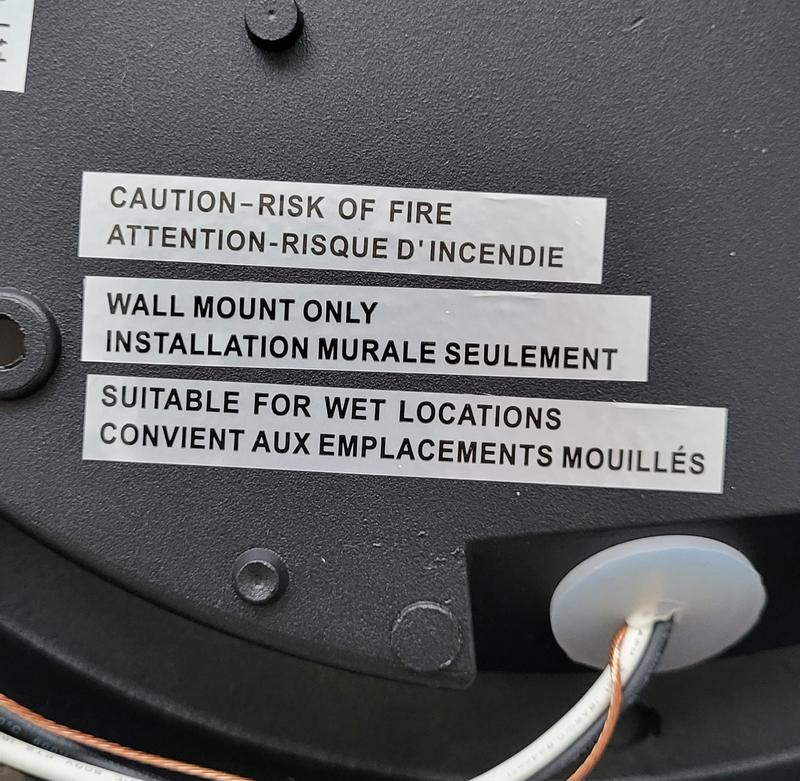 CAUTION-RISK OF FIRE
ATTENTION-RISQUE D'INCENDIE
WALL MOUNT ONLY
INSTALLATION MURALE SEULEMENT
SUITABLE FOR WET LOCATIONS
CONVIENT AUX EMPLACEMENTS MOUILLÉS